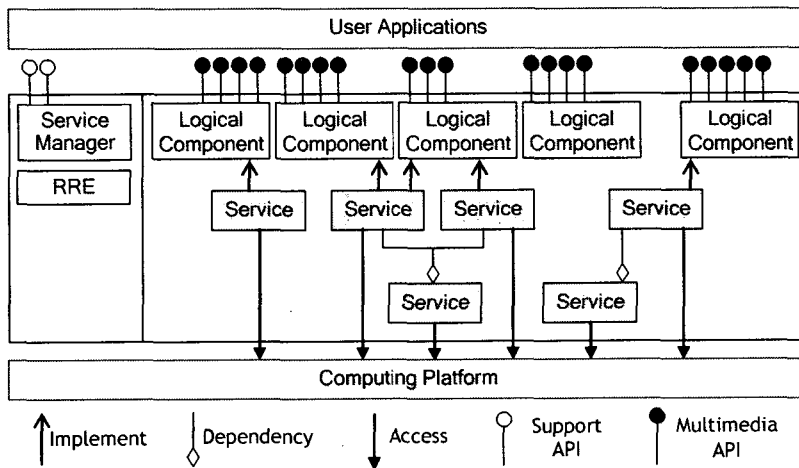 User Applications
Service
Manager
RRE
Logical
Component
Logical
Component
Logical
Component
Logical
Component
Logical
Component
Service
Service
Service
Service
Service
Service
Computing Platform
Implement
Dependency
Access
Support
API
Multimedia
API